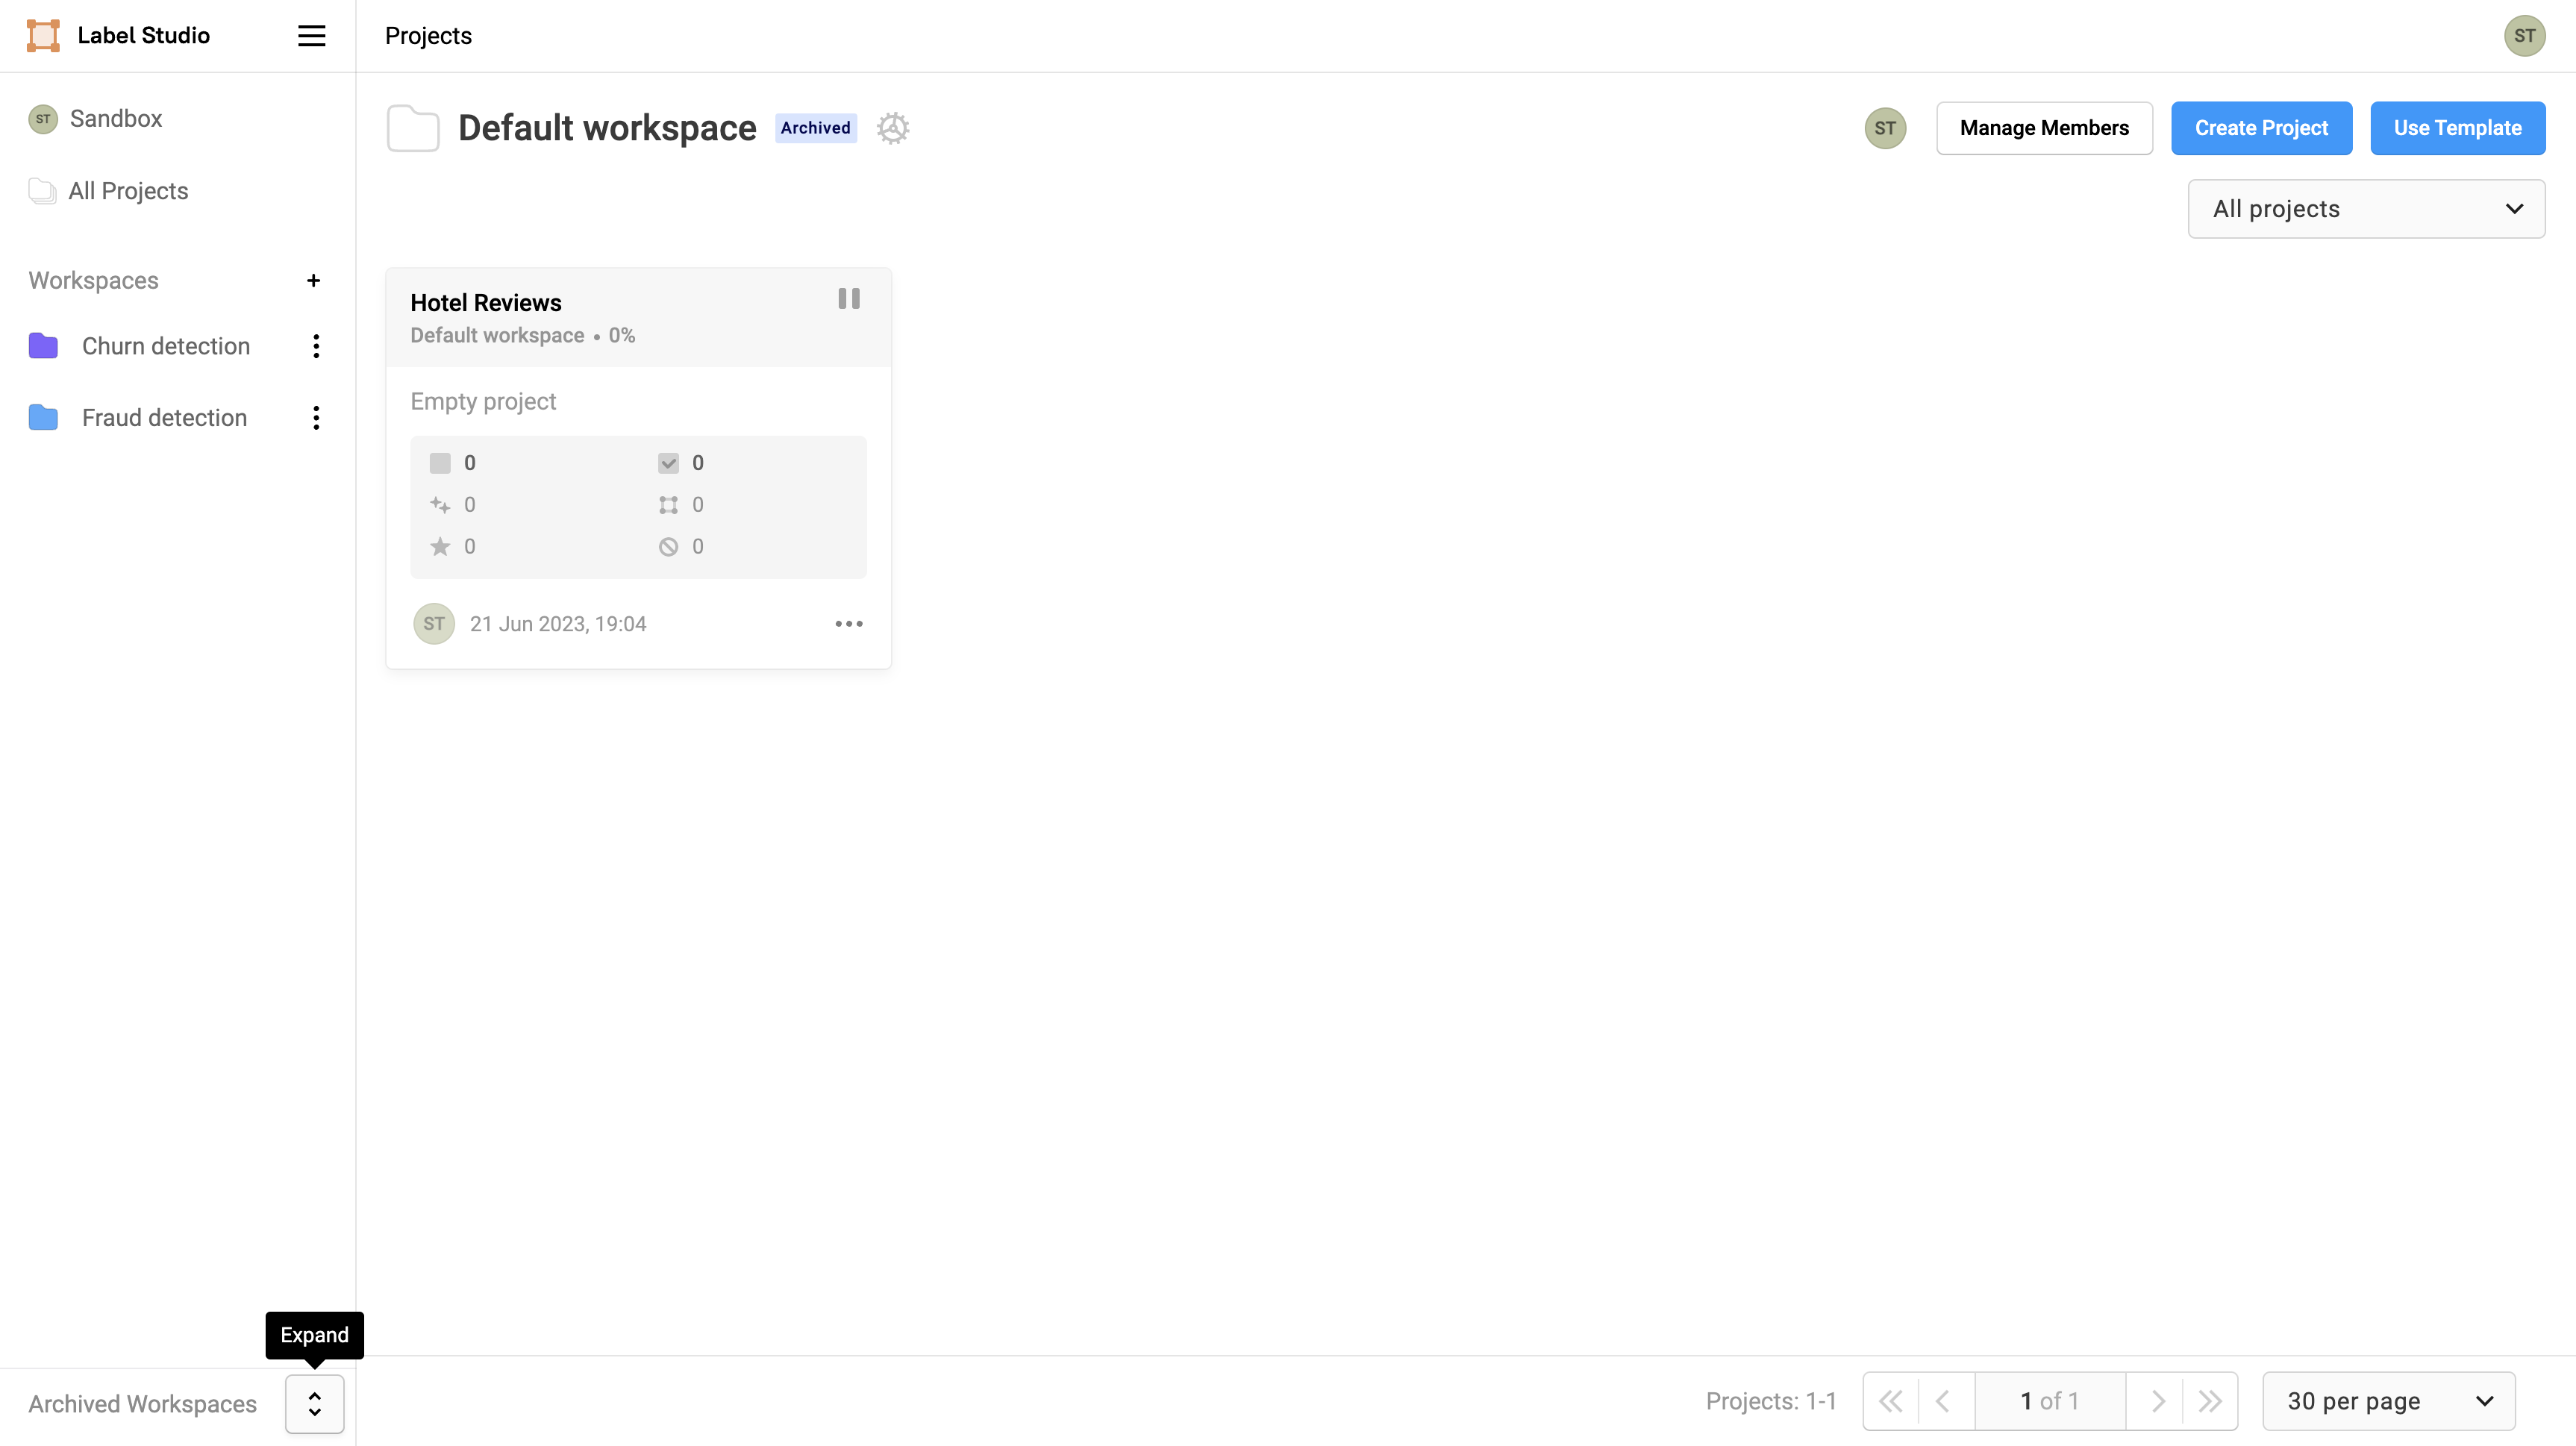 Label Studio
Projects
ST
ST Sandbox
All Projects
Workspaces +
Churn detection
Fraud detection
Default workspace Archived
ST Manage Members Create Project Use Template
All projects
Hotel Reviews
Default workspace • 0%
Empty project
0 0
0 0
0 0
ST 21 Jun 2023, 19:04
Expand
Archived Workspaces
Projects: 1-1 1 of 1 30 per page